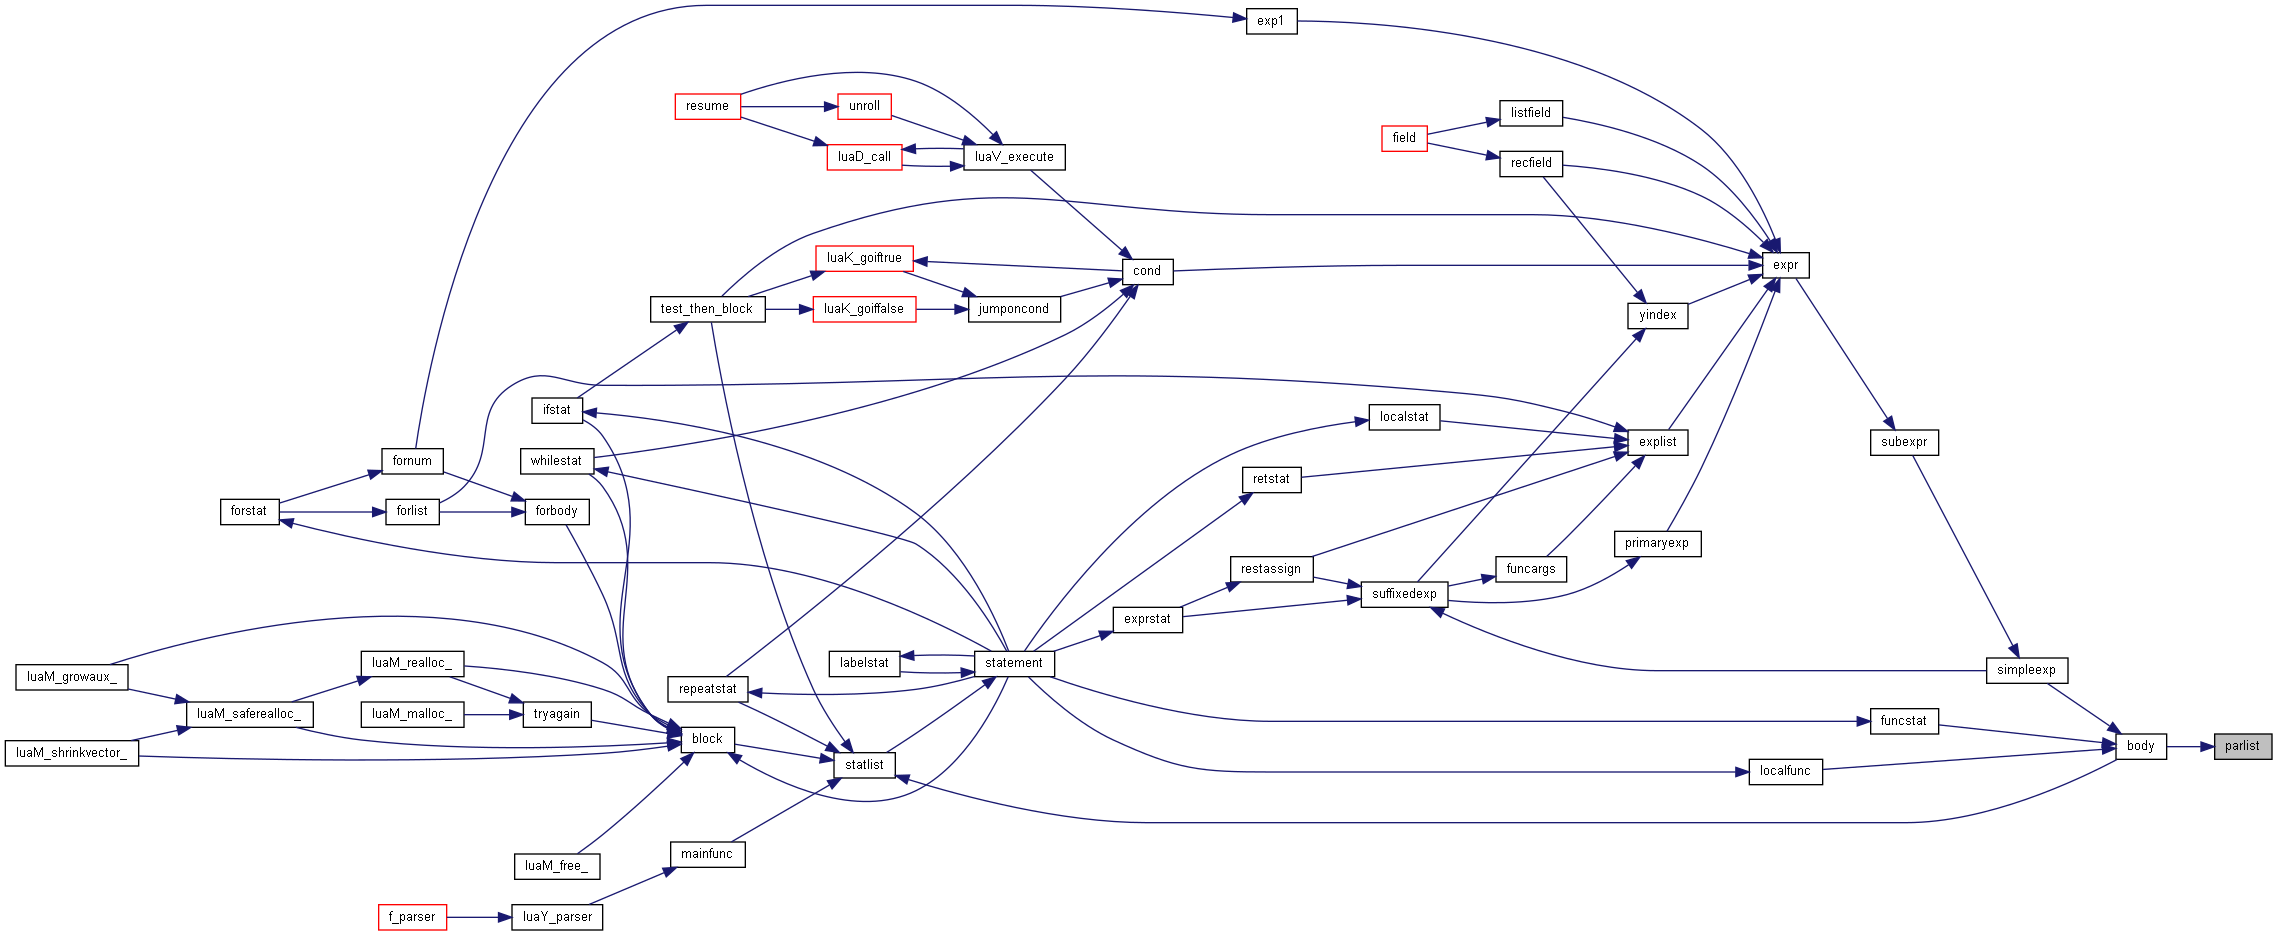 exp1
resume
unroll
listfield
field
luaD_call
luaV_execute
recfield
luaK_goiftrue
cond
expr
test_then_block
luaK_goiffalse
jumponcond
yindex
ifstat
localstat
explist
subexpr
fornum
whilestat
retstat
forstat
forlist
forbody
primaryexp
restassign
funcargs
suffixedexp
exprstat
luaM_growaux_
luaM_realloc_
labelstat
statement
simpleexp
repeatstat
luaM_saferealloc_
luaM_malloc_
tryagain
funcstat
luaM_shrinkvector_
block
body
parlist
statlist
localfunc
mainfunc
luaM_free_
f_parser
luaY_parser